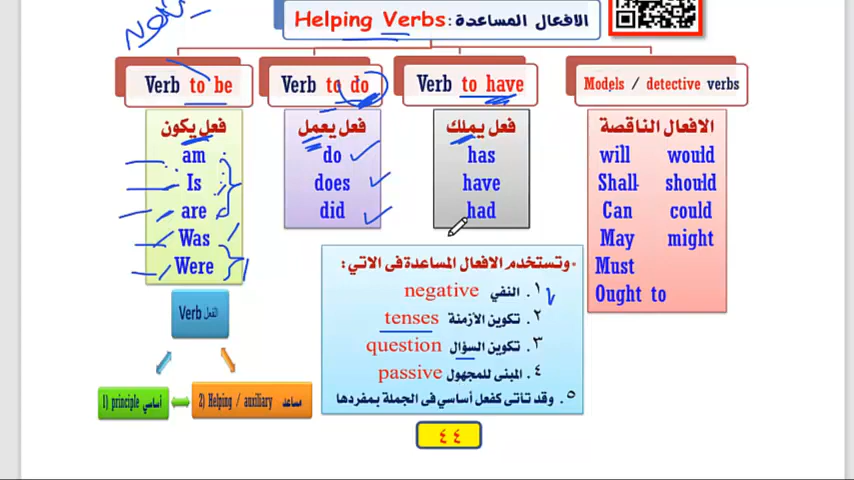 Helping Verbs : الافعال المساعدة
Verb to be
Verb to do
Verb to have
Models / detective verbs
فعل يكون
am
Is
are
Was
Were
فعل يعمل
do
does
did
فعل يملك
has
have
had
الافعال الناقصة
will would
Shall should
Can could
May might
Must
Ought to
•وتستخدم الافعال المساعدة فى الاتي:
١. النفي negative
٢. تكوين الأزمنة tenses
٣. تكوين السؤال question
٤. المبنى للمجهول passive
٥. وقد تأتى كفعل أساسي فى الجملة بمفردها
Verb الفعل
1) principle أساسي
2) Helping / auxiliary مساعد
٤٤